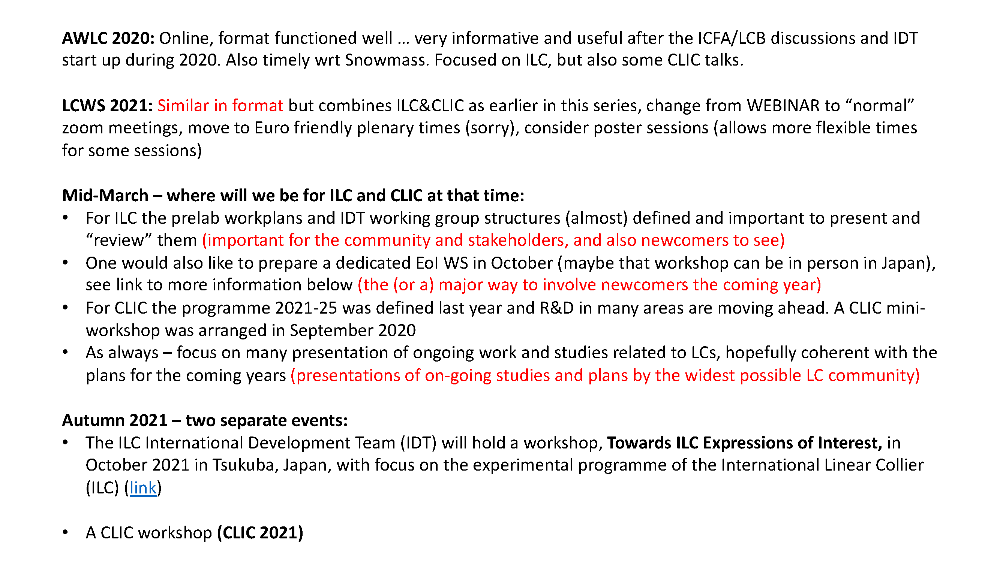 AWLC 2020: Online, format functioned well … very informative and useful after the ICFA/LCB discussions and IDT
start up during 2020. Also timely wrt Snowmass. Focused on ILC, but also some CLIC talks.
LCWS 2021: Similar in format but combines ILC&CLIC as earlier in this series, change from WEBINAR to “normal”
zoom meetings, move to Euro friendly plenary times (sorry), consider poster sessions (allows more flexible times
for some sessions)
Mid-March – where will we be for ILC and CLIC at that time:
• For ILC the prelab workplans and IDT working group structures (almost) defined and important to present and
“review” them (important for the community and stakeholders, and also newcomers to see)
• One would also like to prepare a dedicated EoI WS in October (maybe that workshop can be in person in Japan),
see link to more information below (the (or a) major way to involve newcomers the coming year)
• For CLIC the programme 2021-25 was defined last year and R&D in many areas are moving ahead. A CLIC mini-
workshop was arranged in September 2020
• As always – focus on many presentation of ongoing work and studies related to LCs, hopefully coherent with the
plans for the coming years (presentations of on-going studies and plans by the widest possible LC community)
Autumn 2021 – two separate events:
• The ILC International Development Team (IDT) will hold a workshop, Towards ILC Expressions of Interest, in
October 2021 in Tsukuba, Japan, with focus on the experimental programme of the International Linear Collier
(ILC) (link)
• A CLIC workshop (CLIC 2021)